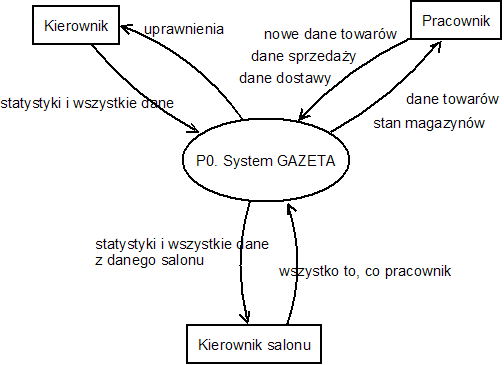 Kierownik
Pracownik
uprawnienia
nowe dane towarów
dane sprzedaży
dane dostawy
statystyki i wszystkie dane
dane towarów
stan magazynów
P0. System GAZETA
statystyki i wszystkie dane
z danego salonu
wszystko to, co pracownik
Kierownik salonu